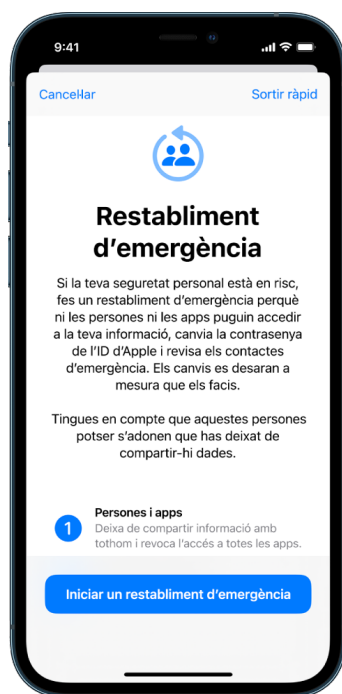 9:41
Cancel·lar
Sortir ràpid
Restabliment
d’emergència
Si la teva seguretat personal està en risc,
fes un restabliment d’emergència perquè
ni les persones ni les apps puguin accedir
a la teva informació, canvia la contrasenya
de l’ID d’Apple i revisa els contactes
d’emergència. Els canvis es desaran a
mesura que els facis.
Tingues en compte que aquestes persones
potser s’adonen que has deixat de
compartir-hi dades.
1
Persones i apps
Deixa de compartir informació amb
tothom i revoca l’accés a totes les apps.
Iniciar un restabliment d’emergència